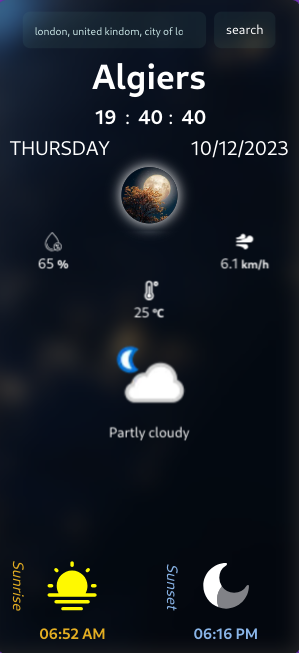 london, united kindom, city of lo
search
Algiers
19 : 40 : 40
THURSDAY 10/12/2023
65 % 6.1 km/h
25 °C
Partly cloudy
Sunrise Sunset
06:52 AM 06:16 PM